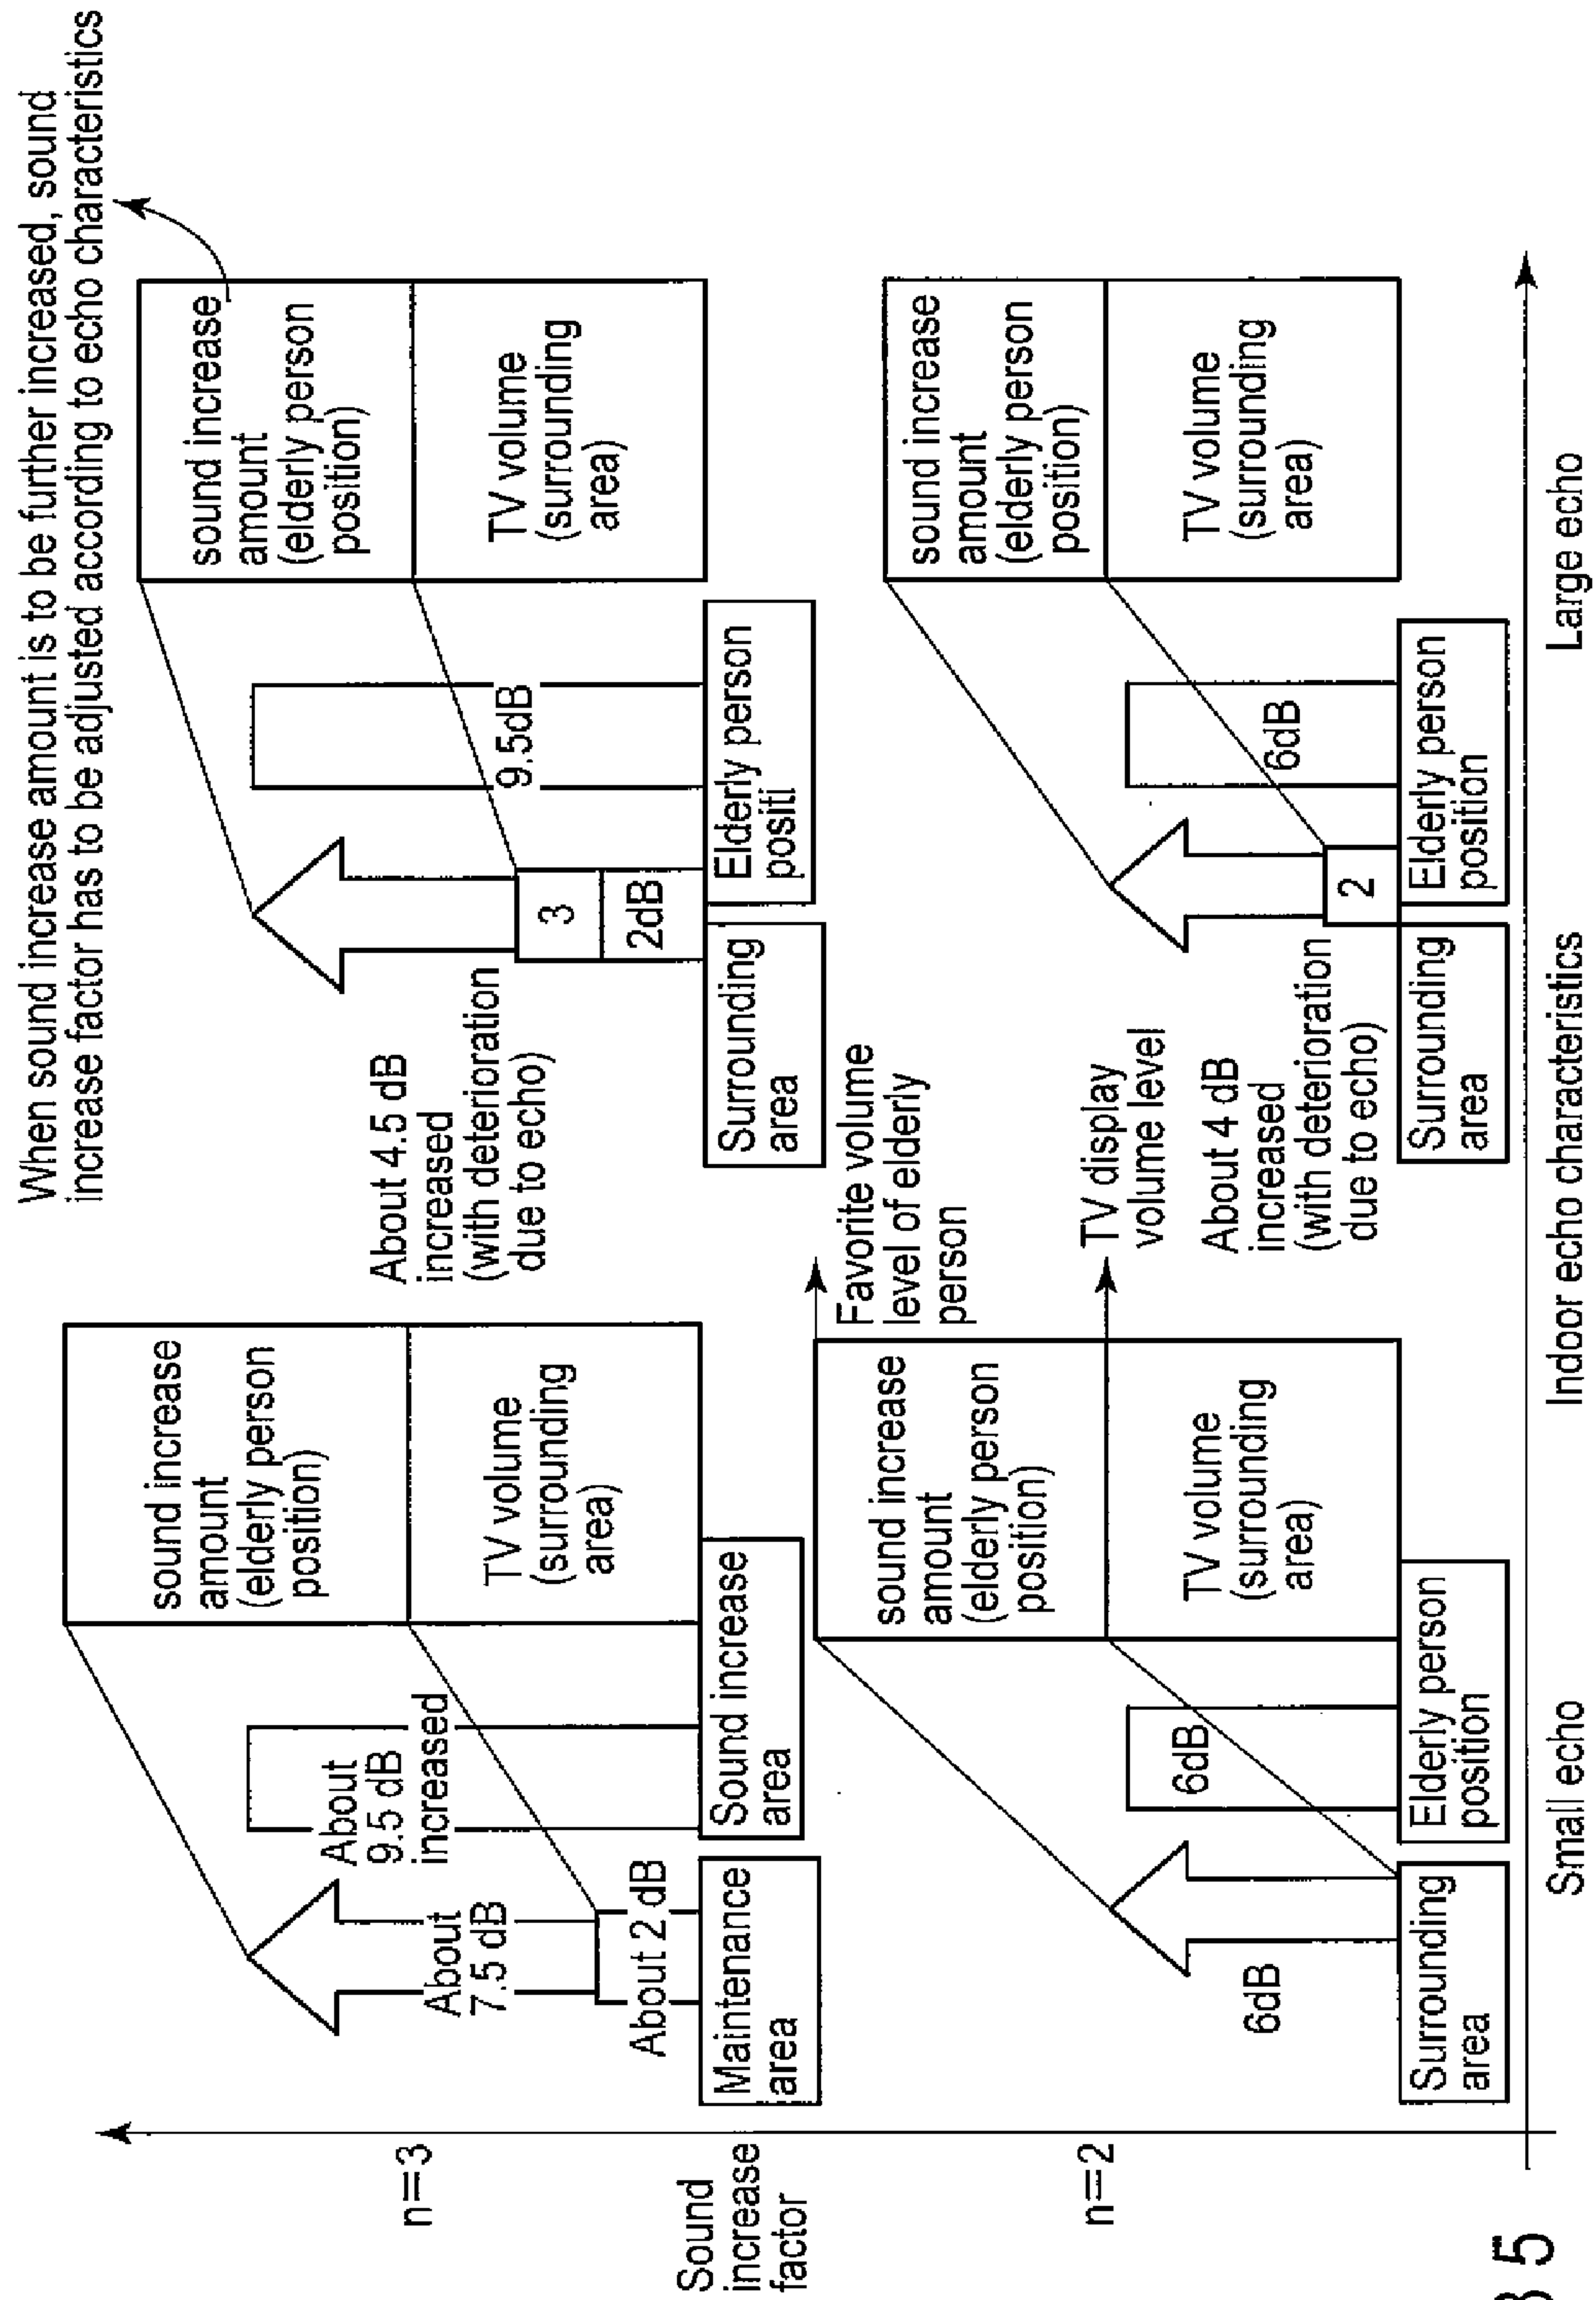 When sound increase amount is to be further increased, sound
increase factor has to be adjusted according to echo characteristics
n=3
Sound
increase
factor
About
7.5 dB
About 2 dB
Maintenance
area
About
9.5 dB
increased
Sound increase
area
sound increase
amount
(elderly person
position)
TV volume
(surrounding
area)
About 4.5 dB
increased
(with deterioration
due to echo)
3
2dB
Surrounding
area
9.5dB
Elderly person
positi
sound increase
amount
(elderly person
position)
TV volume
(surrounding
area)
n=2
6dB
Surrounding
area
6dB
Elderly person
position
sound increase
amount
(elderly person
position)
TV volume
(surrounding
area)
Favorite volume
level of elderly
person
TV display
volume level
About 4 dB
increased
(with deterioration
due to echo)
2
Surrounding
area
6dB
Elderly person
position
sound increase
amount
(elderly person
position)
TV volume
(surrounding
area)
Small echo
Indoor echo characteristics
Large echo